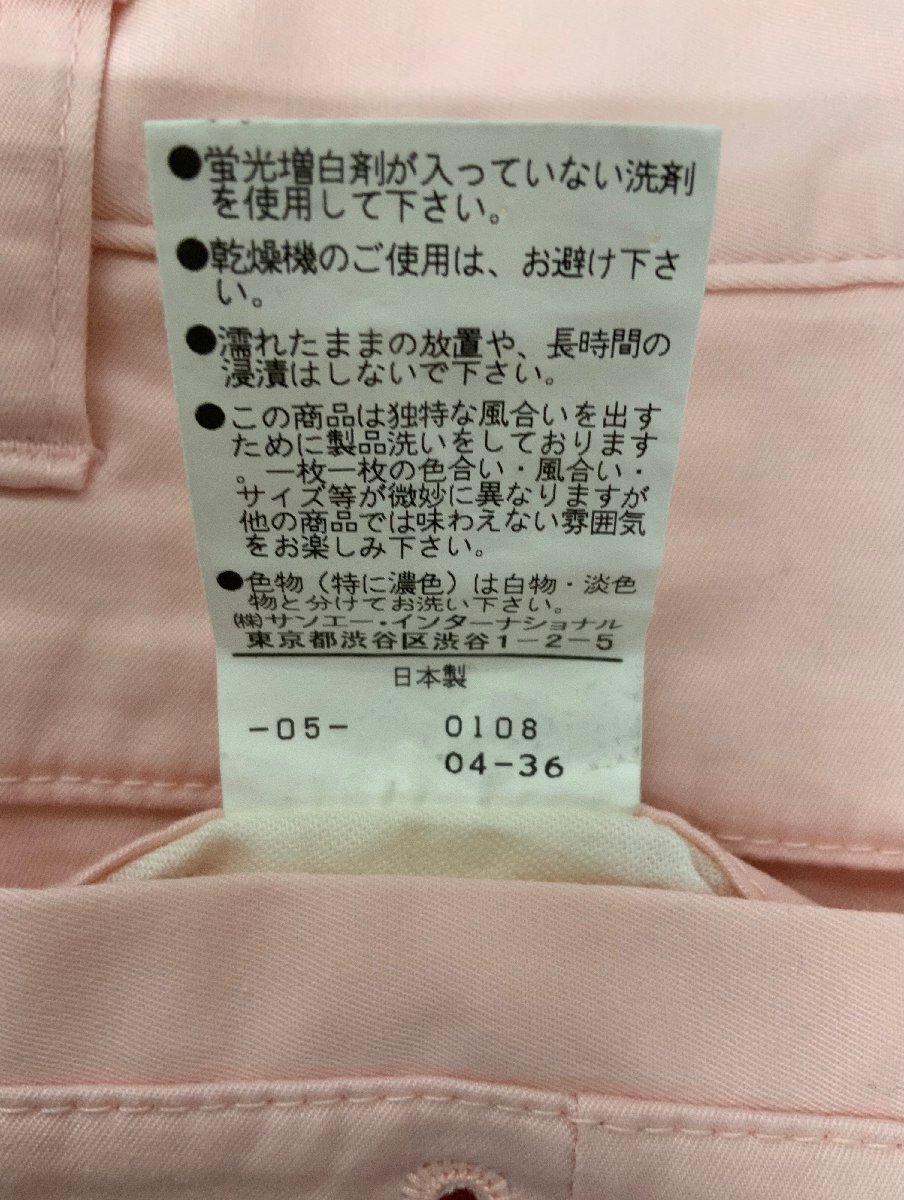 ●蛍光増白剤が入っていない洗剤
を使用して下さい。
●乾燥機のご使用は、お避け下さ
い。
●濡れたままの放置や、長時間の
浸漬はしないで下さい。
●この商品は独特な風合いを出す
ために製品洗いをしております
。一枚一枚の色合い・風合い・
サイズ等が微妙に異なりますが
他の商品では味わえない雰囲気
をお楽しみ下さい。
●色物(特に濃色)は白物・淡色
物と分けてお洗い下さい。
㈱サンエー・インターナショナル
東京都渋谷区渋谷1-2-5
日本製
-05- 0108
04-36